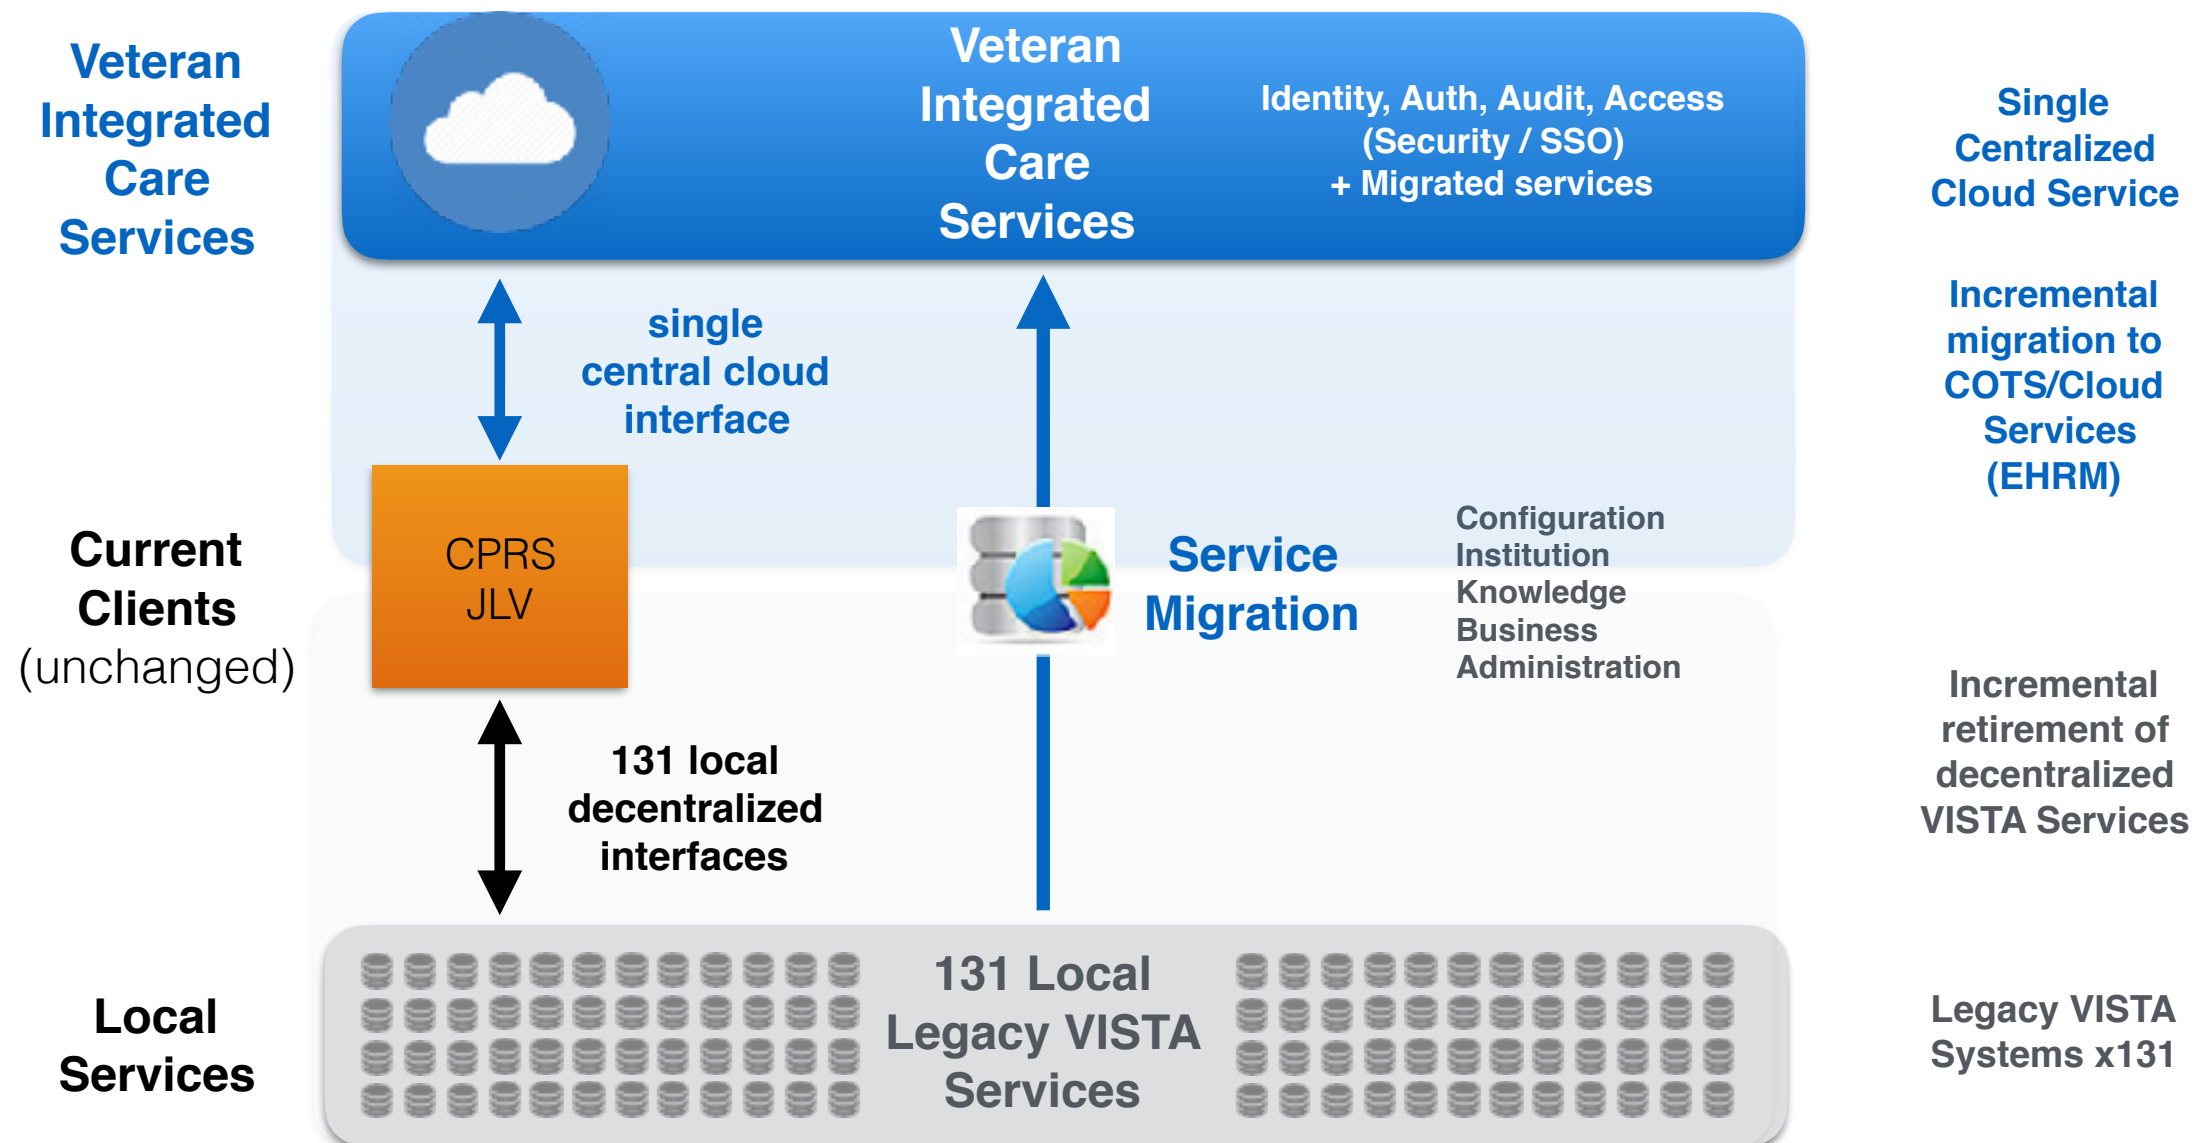 Veteran
Integrated
Care
Services
Veteran
Integrated
Care
Services
Identity, Auth, Audit, Access
(Security / SSO)
+ Migrated services
Single
Centralized
Cloud Service
single
central cloud
interface
Incremental
migration to
COTS/Cloud
Services
(EHRM)
Current
Clients
(unchanged)
CPRS
JLV
Service
Migration
Configuration
Institution
Knowledge
Business
Administration
131 local
decentralized
interfaces
Incremental
retirement of
decentralized
VISTA Services
Local
Services
131 Local
Legacy VISTA
Services
Legacy VISTA
Systems x131